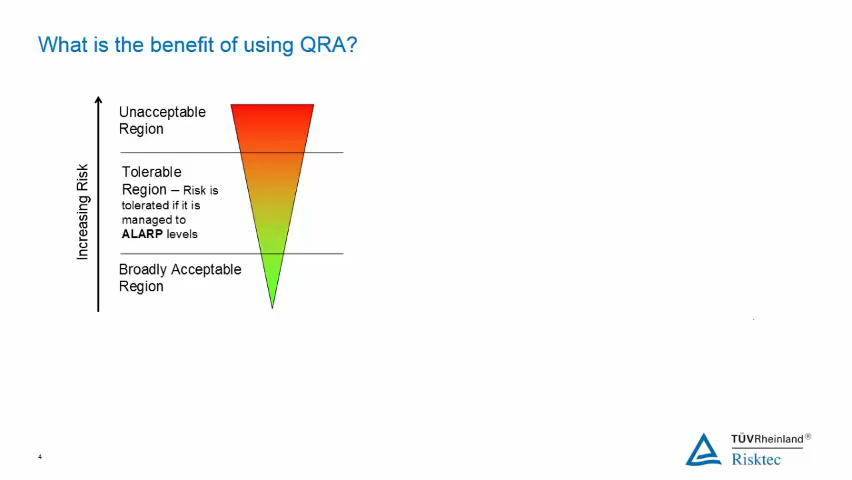 What is the benefit of using QRA?
Increasing Risk
Unacceptable
Region
Tolerable
Region – Risk is
tolerated if it is
managed to
ALARP levels
Broadly Acceptable
Region
4
TÜVRheinland®
Risktec